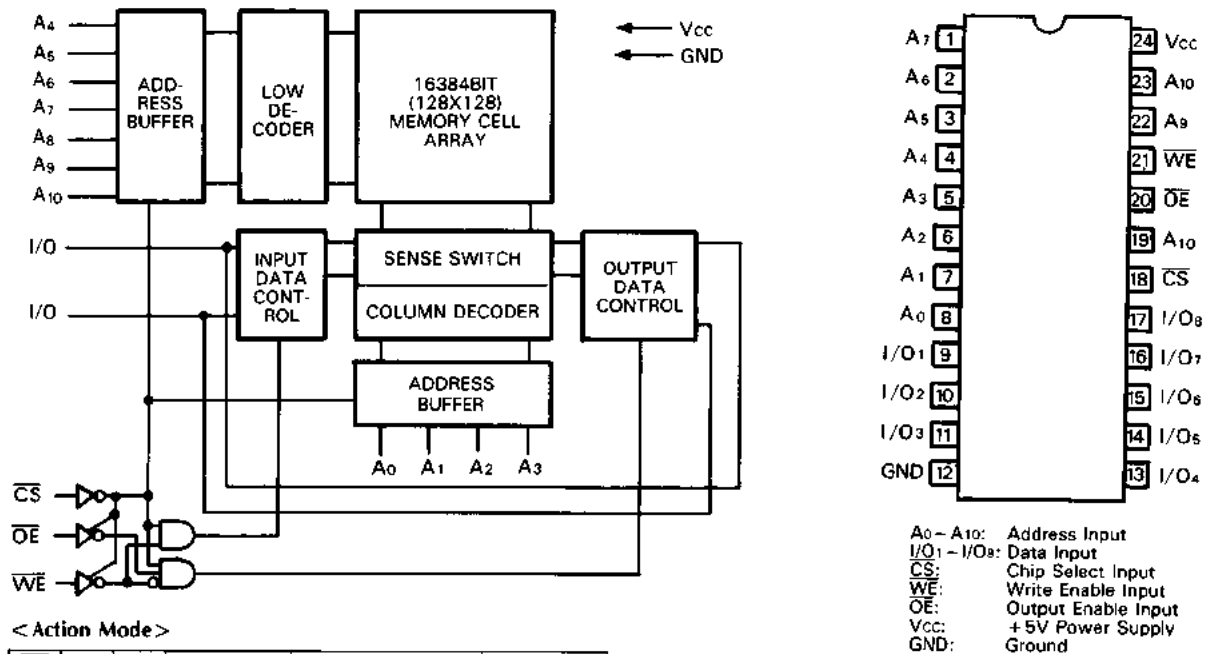 A4
A5
A6
A7
A8
A9
A10
ADD-
RESS
BUFFER
LOW
DE-
CODER
16384BIT
(128X128)
MEMORY CELL
ARRAY
Vcc
GND
I/O
I/O
INPUT
DATA
CONT-
ROL
SENSE SWITCH
COLUMN DECODER
OUTPUT
DATA
CONTROL
ADDRESS
BUFFER
A0 A1 A2 A3
CS
OE
WE
<Action Mode>
A7 1 24 Vcc
A6 2 23 A10
A5 3 22 A9
A4 4 21 WE
A3 5 20 OE
A2 6 19 A10
A1 7 18 CS
A0 8 17 I/O8
I/O1 9 16 I/O7
I/O2 10 15 I/O6
I/O3 11 14 I/O5
GND 12 13 I/O4
A0~A10: Address Input
I/O1~I/O8: Data Input
CS: Chip Select Input
WE: Write Enable Input
OE: Output Enable Input
Vcc: +5V Power Supply
GND: Ground